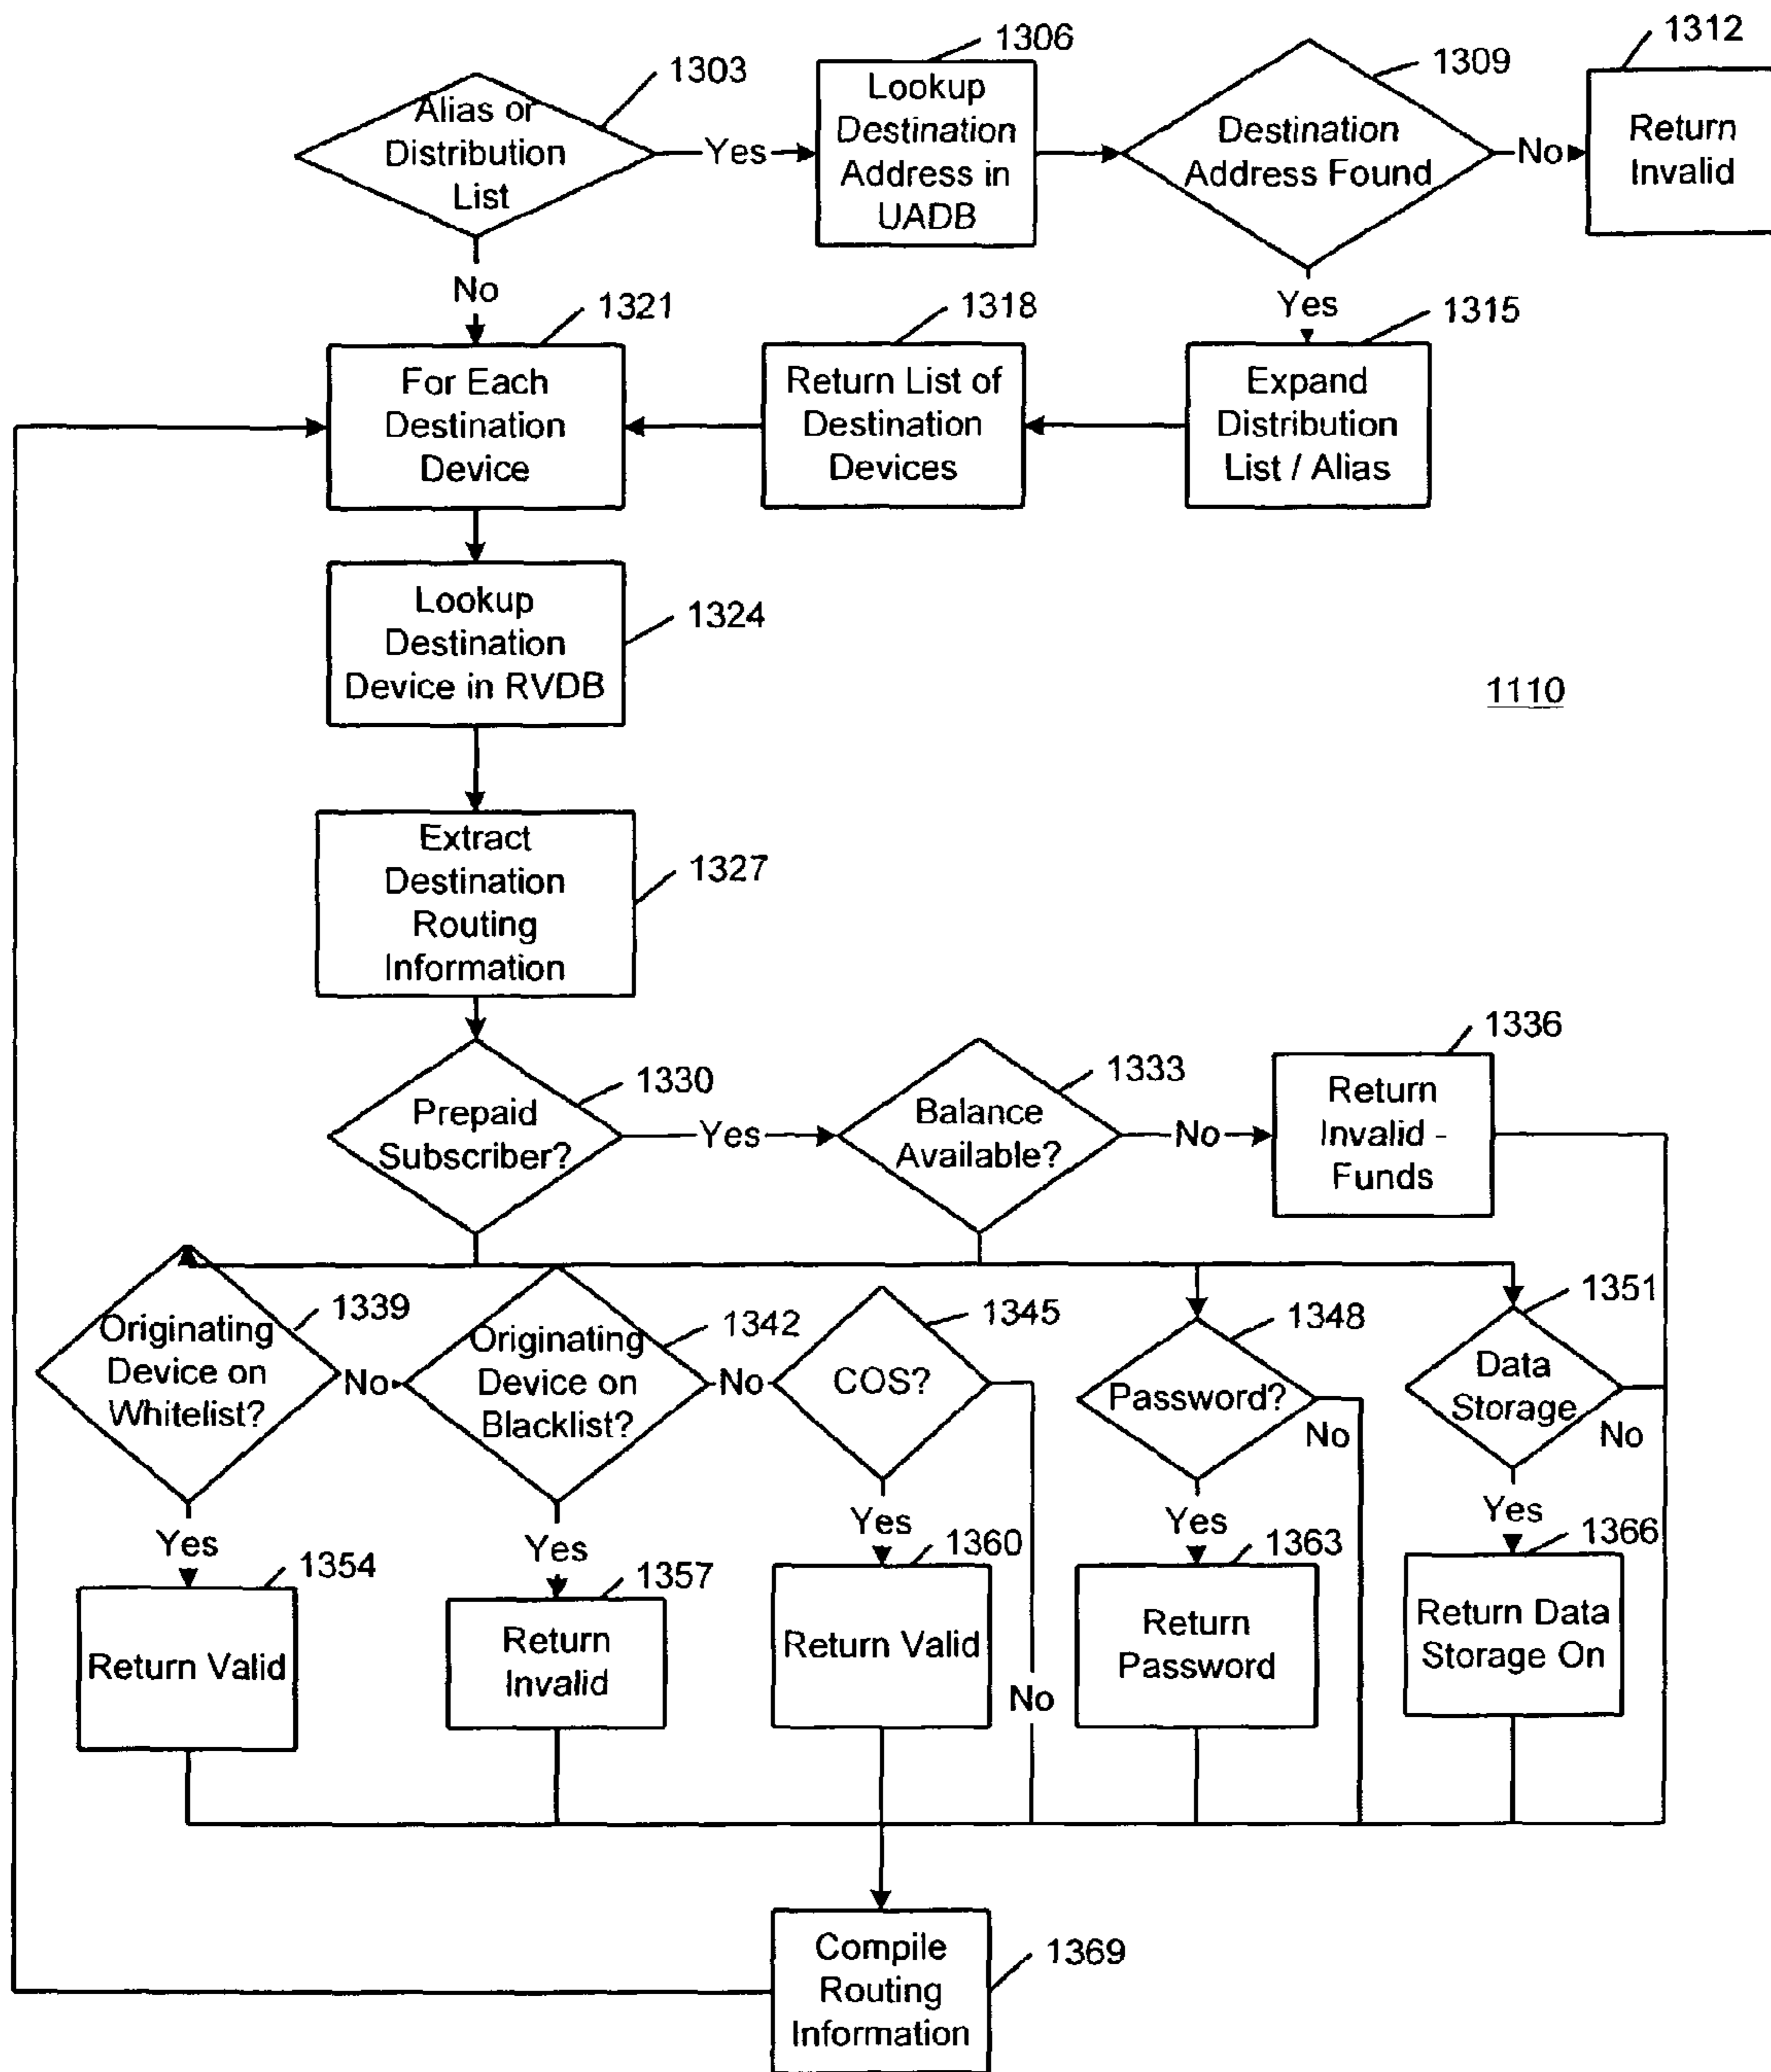 1303
Alias or
Distribution
List
Yes
No
1306
Lookup
Destination
Address in
UADB
1309
Destination
Address Found
No
Yes
1312
Return
Invalid
1321
For Each
Destination
Device
1318
Return List of
Destination
Devices
1315
Expand
Distribution
List / Alias
1324
Lookup
Destination
Device in RVDB
1110
1327
Extract
Destination
Routing
Information
1330
Prepaid
Subscriber?
Yes
1333
Balance
Available?
No
1336
Return
Invalid -
Funds
1339
Originating
Device on
Whitelist?
No
Yes
1342
Originating
Device on
Blacklist?
No
Yes
1345
COS?
Yes
No
1348
Password?
No
Yes
1351
Data
Storage
No
Yes
1354
Return Valid
1357
Return
Invalid
1360
Return Valid
1363
Return
Password
1366
Return Data
Storage On
1369
Compile
Routing
Information